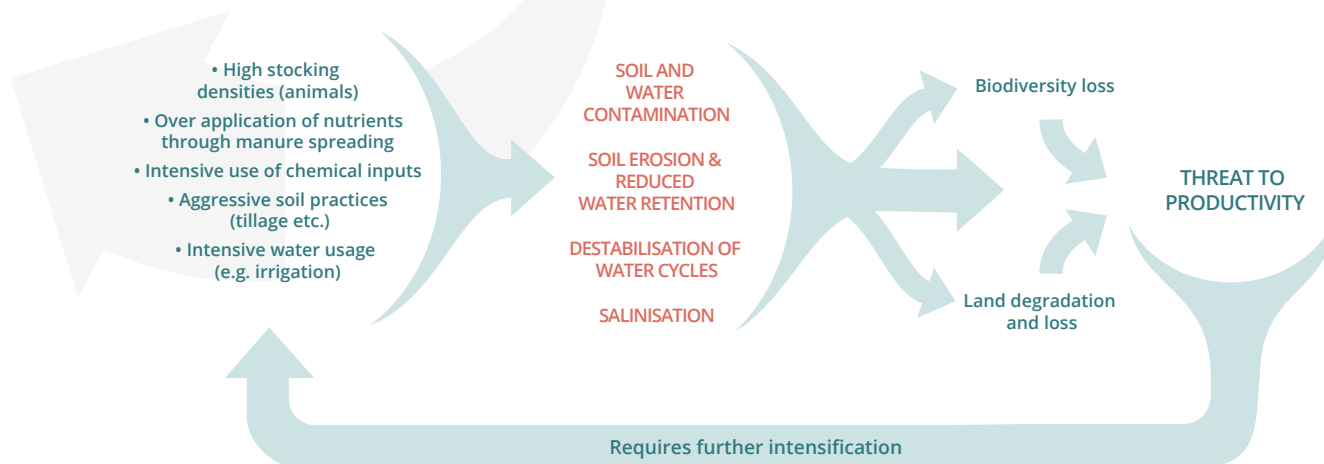 • High stocking
densities (animals)
• Over application of nutrients
through manure spreading
• Intensive use of chemical inputs
• Aggressive soil practices
(tillage etc.)
• Intensive water usage
(e.g. irrigation)
SOIL AND
WATER
CONTAMINATION
SOIL EROSION &
REDUCED
WATER RETENTION
DESTABILISATION OF
WATER CYCLES
SALINISATION
Biodiversity loss
Land degradation
and loss
THREAT TO
PRODUCTIVITY
Requires further intensification